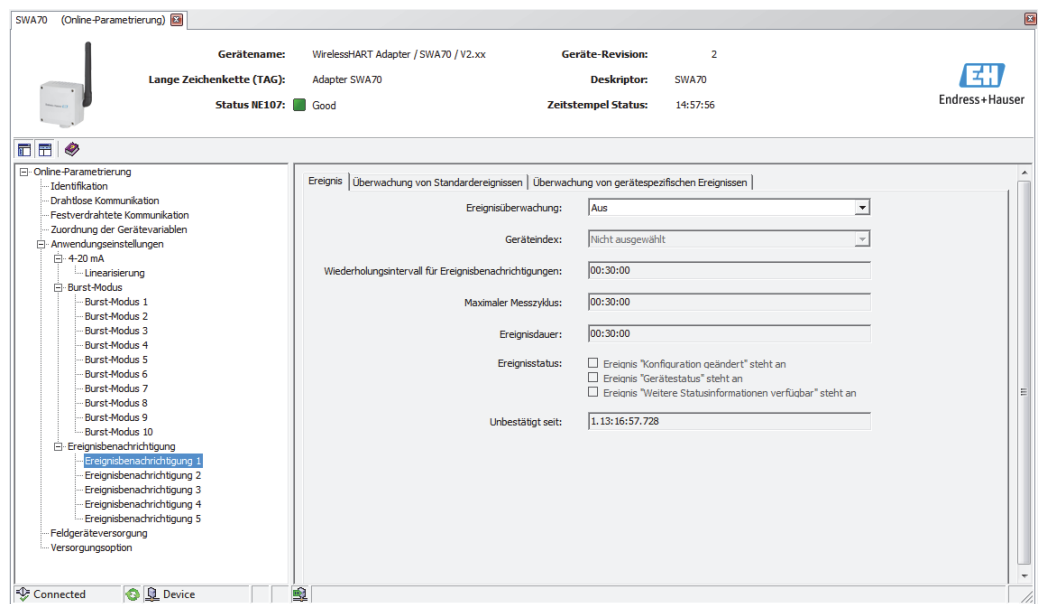 SWA70 (Online-Parametrierung)
Gerätename: WirelessHART Adapter / SWA70 / V2.xx Geräte-Revision: 2
Lange Zeichenkette (TAG): Adapter SWA70 Deskriptor: SWA70
Status NE107: Good Zeitstempel Status: 14:57:56
Endress+Hauser
Online-Parametrierung
Identifikation
Drahtlose Kommunikation
Festverdrahtete Kommunikation
Zuordnung der Gerätevariablen
Anwendungseinstellungen
4-20 mA
Linearisierung
Burst-Modus
Burst-Modus 1
Burst-Modus 2
Burst-Modus 3
Burst-Modus 4
Burst-Modus 5
Burst-Modus 6
Burst-Modus 7
Burst-Modus 8
Burst-Modus 9
Burst-Modus 10
Ereignisbenachrichtigung
Ereignisbenachrichtigung 1
Ereignisbenachrichtigung 2
Ereignisbenachrichtigung 3
Ereignisbenachrichtigung 4
Ereignisbenachrichtigung 5
Feldgeräteversorgung
Versorgungsoption
Ereignis Überwachung von Standardereignissen Überwachung von gerätespezifischen Ereignissen
Ereignisüberwachung: Aus
Geräteindex: Nicht ausgewählt
Wiederholungsintervall für Ereignisbenachrichtigungen: 00:30:00
Maximaler Messzyklus: 00:30:00
Ereignisdauer: 00:30:00
Ereignisstatus: Ereignis "Konfiguration geändert" steht an
Ereignis "Gerätestatus" steht an
Ereignis "Weitere Statusinformationen verfügbar" steht an
Unbestätigt seit: 1.13:16:57.728
Connected Device